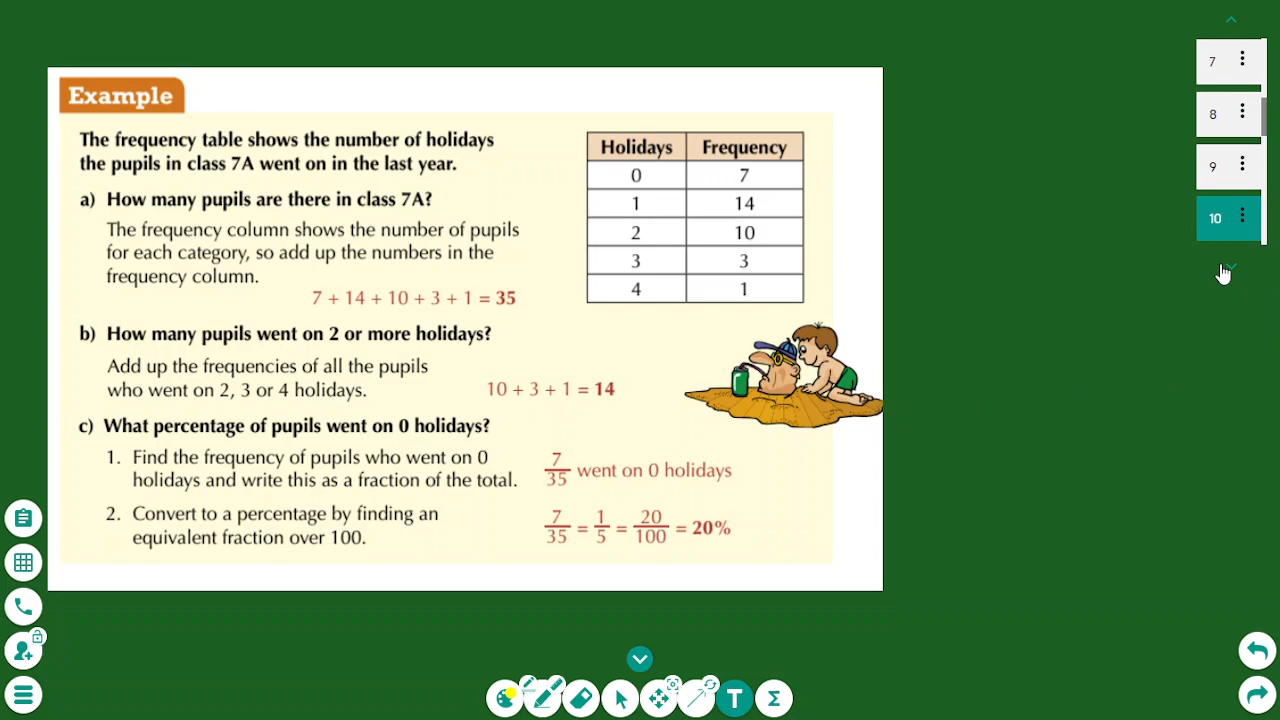 Example
The frequency table shows the number of holidays
the pupils in class 7A went on in the last year.
Holidays Frequency
0 7
1 14
2 10
3 3
4 1
a) How many pupils are there in class 7A?
The frequency column shows the number of pupils
for each category, so add up the numbers in the
frequency column.
7 + 14 + 10 + 3 + 1 = 35
b) How many pupils went on 2 or more holidays?
Add up the frequencies of all the pupils
who went on 2, 3 or 4 holidays.
10 + 3 + 1 = 14
c) What percentage of pupils went on 0 holidays?
1. Find the frequency of pupils who went on 0
holidays and write this as a fraction of the total.
7/35 went on 0 holidays
2. Convert to a percentage by finding an
equivalent fraction over 100.
7/35 = 1/5 = 20/100 = 20%
7
8
9
10
T
Σ